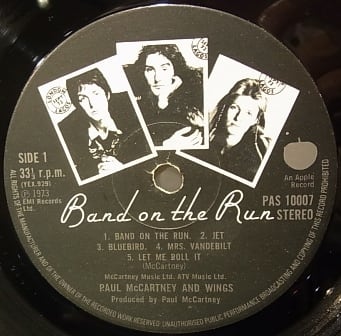 LONDON
LAGOS
SIDE 1
33⅓ r.p.m.
(YEX.929)
℗ 1973
EMI Records
Ltd.
An Apple
Record
PAS 10007
STEREO
Band on the Run
1. BAND ON THE RUN. 2. JET
3. BLUEBIRD. 4. MRS. VANDEBILT
5. LET ME ROLL IT
(McCartney)
McCartney Music Ltd. ATV Music Ltd.
PAUL McCARTNEY AND WINGS
Produced by Paul McCartney
ALL RIGHTS OF THE MANUFACTURER AND OF THE OWNER OF THE RECORDED WORK RESERVED. UNAUTHORISED PUBLIC PERFORMANCE BROADCASTING AND COPYING OF THIS RECORD PROHIBITED